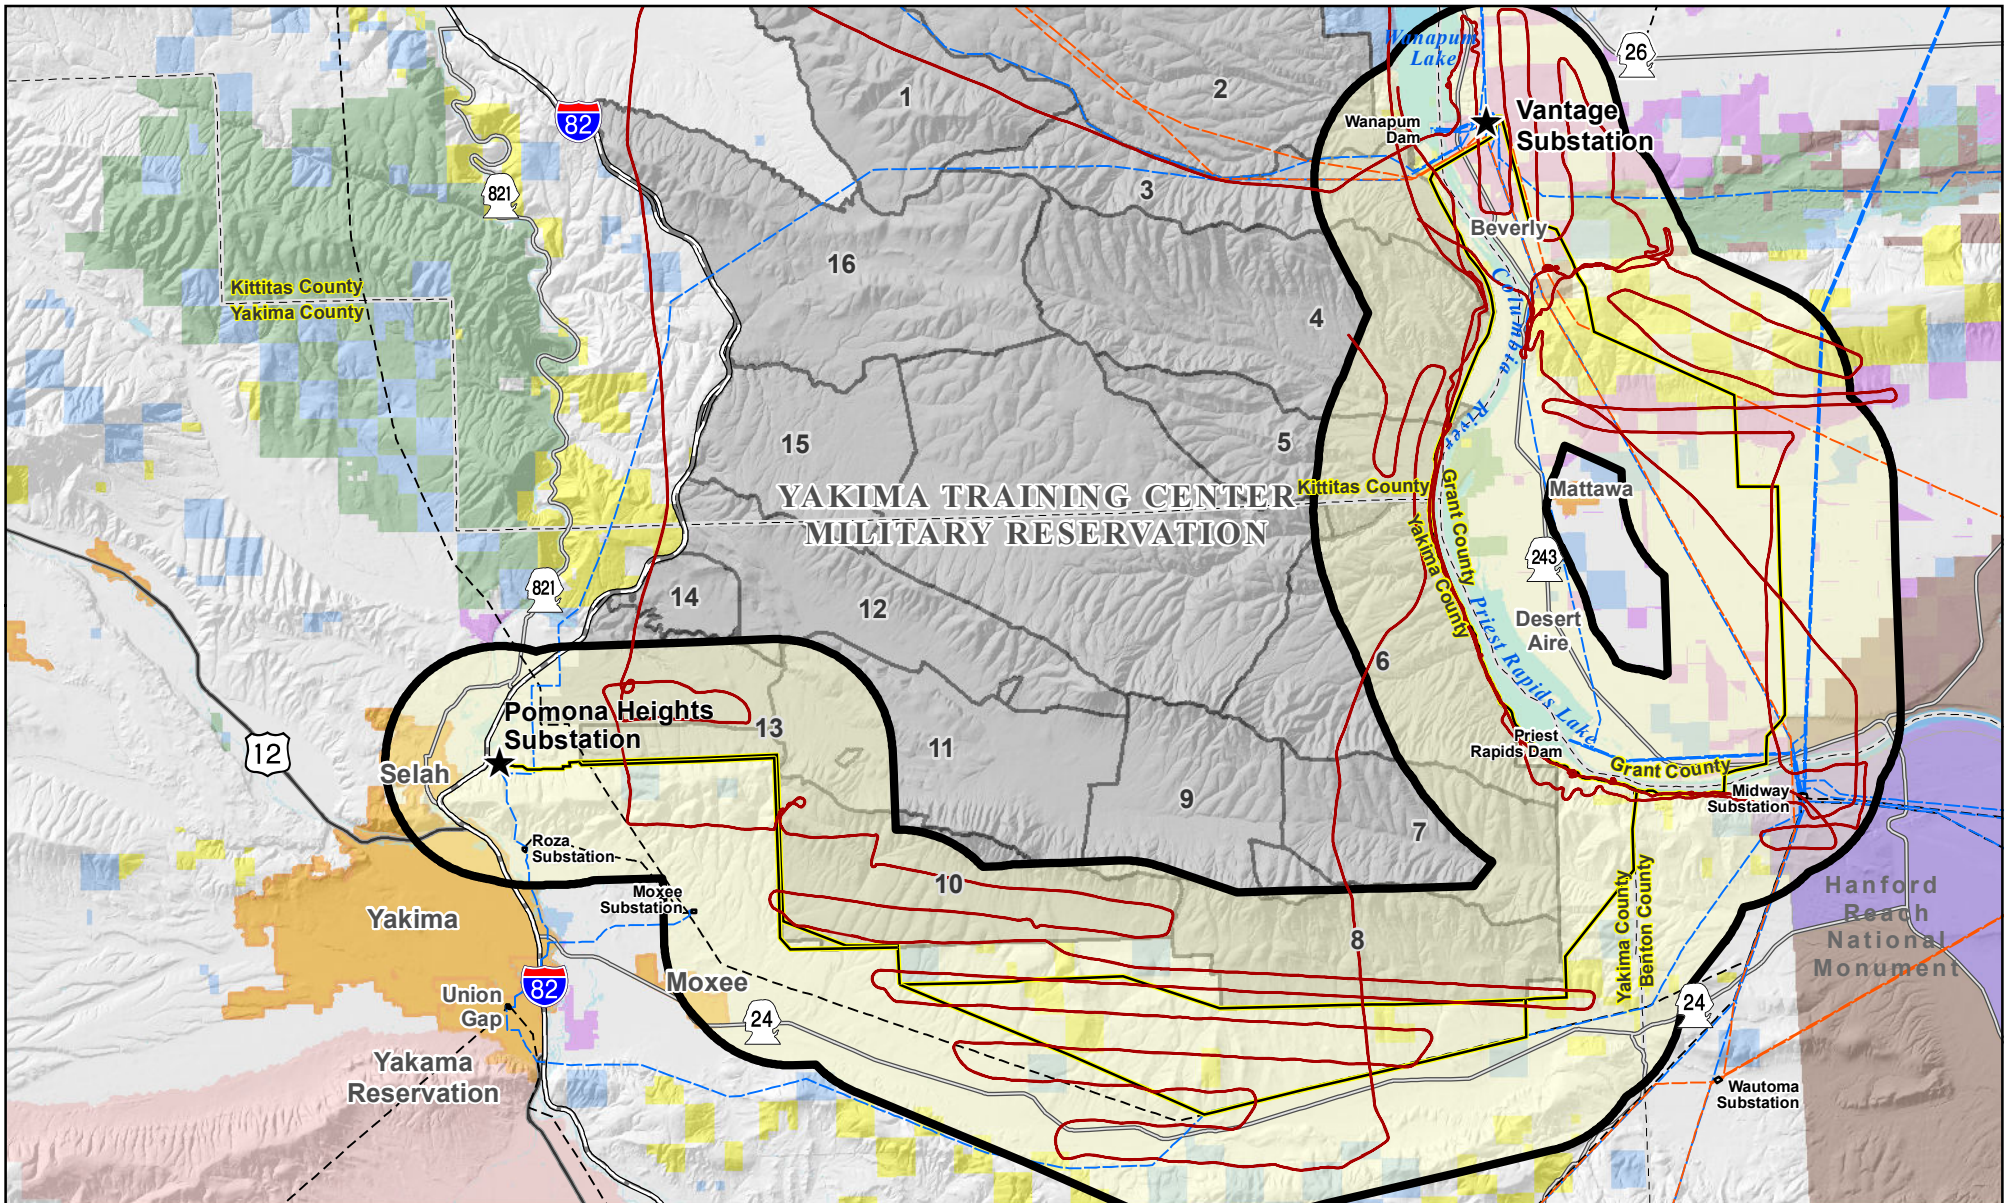 Wanapum
Lake
26
1
2
82
Wanapum
Dam
Vantage
Substation
821
3
Beverly
16
Kittitas County
Yakima County
Columbia
River
4
15
5
YAKIMA TRAINING CENTER
MILITARY RESERVATION
Kittitas County
Grant County
Yakima County
Mattawa
243
821
14
12
Desert
Aire
Priest Rapids Lake
6
Pomona Heights
Substation
13
11
12
Selah
Priest
Rapids Dam
Grant County
Midway
Substation
9
7
Roza
Substation
Moxee
Substation
10
Yakima
8
Yakima County
Benton County
Hanford
Reach
National
Monument
Moxee
82
Union
Gap
24
24
Yakama
Reservation
Wautoma
Substation